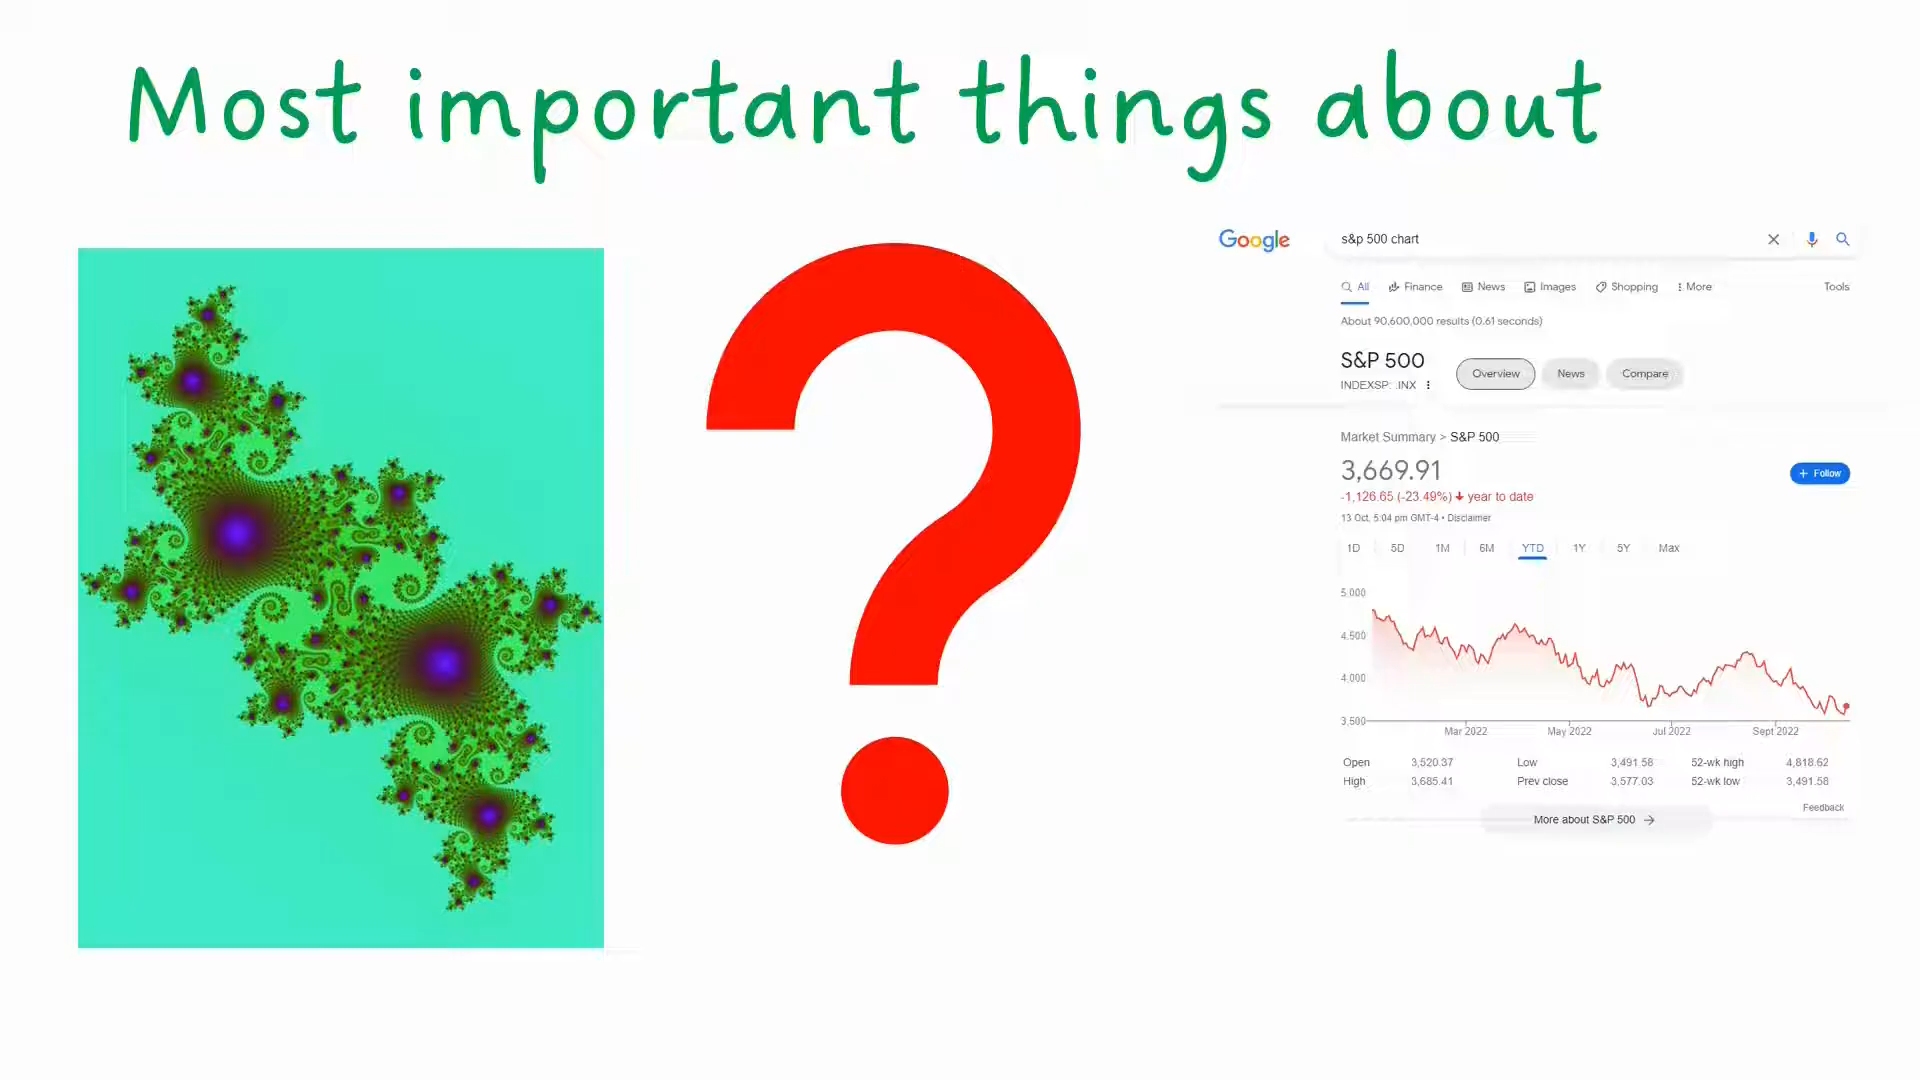 Most important things about
Google
s&p 500 chart
All Finance News Images Shopping More Tools
About 90,600,000 results (0.61 seconds)
S&P 500
INDEXSP: .INX
Overview News Compare
Market Summary > S&P 500
3,669.91
+ Follow
-1,126.65 (-23.49%) year to date
13 Oct, 5:04 pm GMT-4 • Disclaimer
1D 5D 1M 6M YTD 1Y 5Y Max
5,000
4,500
4,000
3,500
Mar 2022 May 2022 Jul 2022 Sept 2022
Open 3,520.37 Low 3,491.58 52-wk high 4,818.62
High 3,685.41 Prev close 3,577.03 52-wk low 3,491.58
Feedback
More about S&P 500